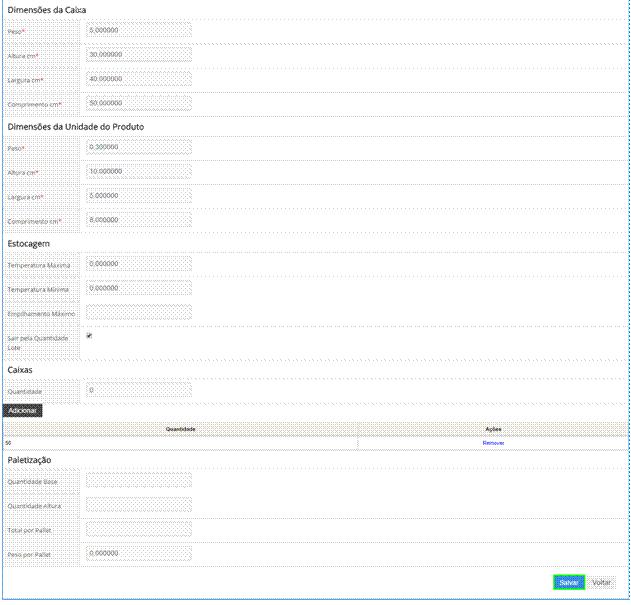 Dimensões da Caixa
Peso* 5,000000
Altura cm* 30,000000
Largura cm* 40,000000
Comprimento cm* 50,000000
Dimensões da Unidade do Produto
Peso* 0,300000
Altura cm* 10,000000
Largura cm* 5,000000
Comprimento cm* 8,000000
Estocagem
Temperatura Máxima 0,000000
Temperatura Mínima 0,000000
Empilhamento Máximo
Sair pela Quantidade
Lote
Caixas
Quantidade 0
Adicionar
Quantidade Ações
50 Remover
Paletização
Quantidade Base
Quantidade Altura
Total por Pallet
Peso por Pallet 0,000000
Salvar Voltar